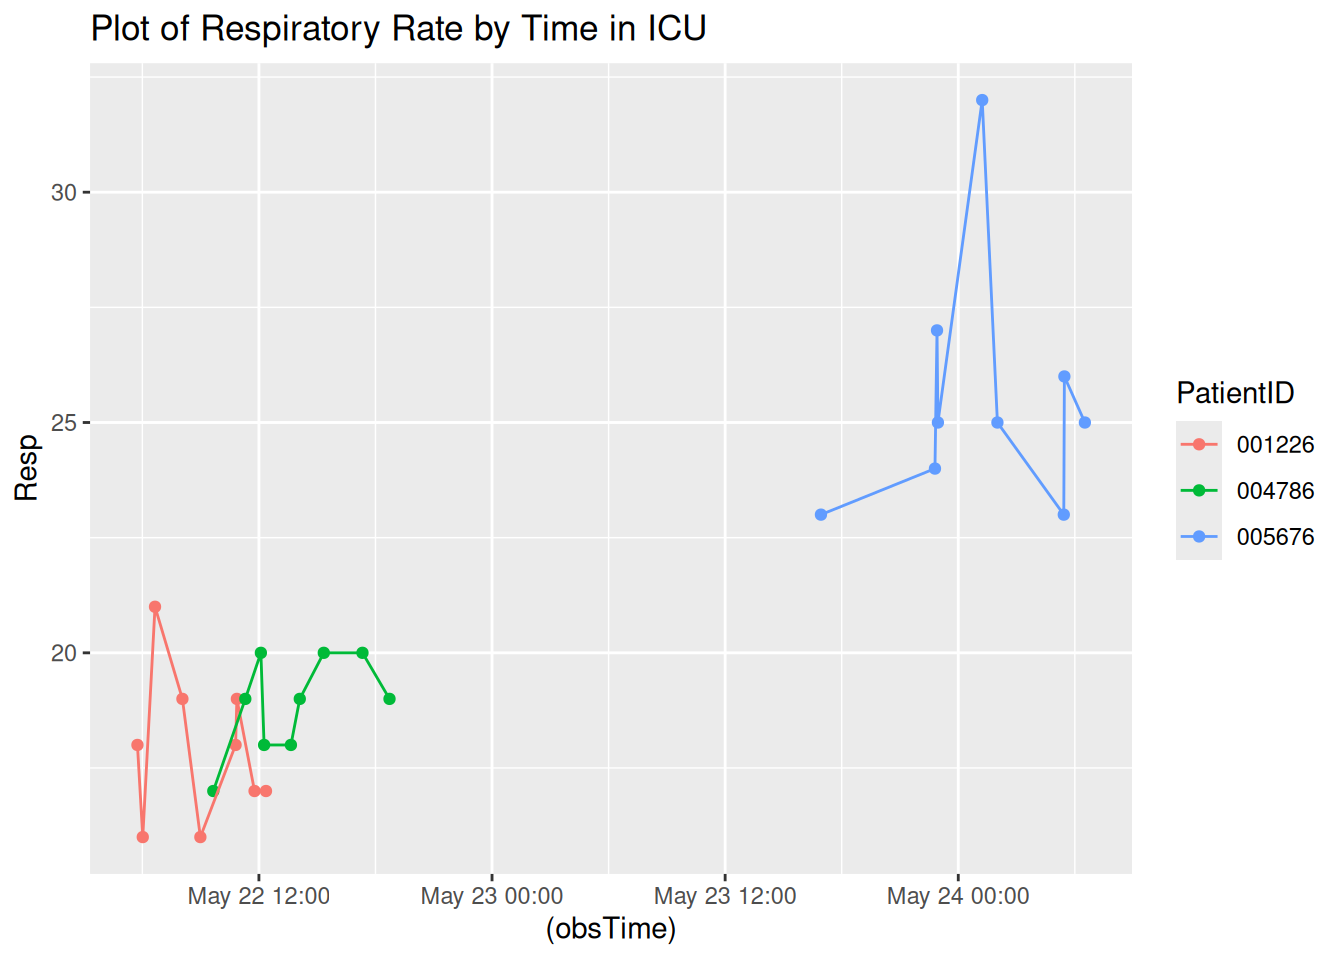 Plot of Respiratory Rate by Time in ICU
30
25
20
Resp
May 22 12:00
May 23 00:00
May 23 12:00
May 24 00:00
(obsTime)
PatientID
001226
004786
005676